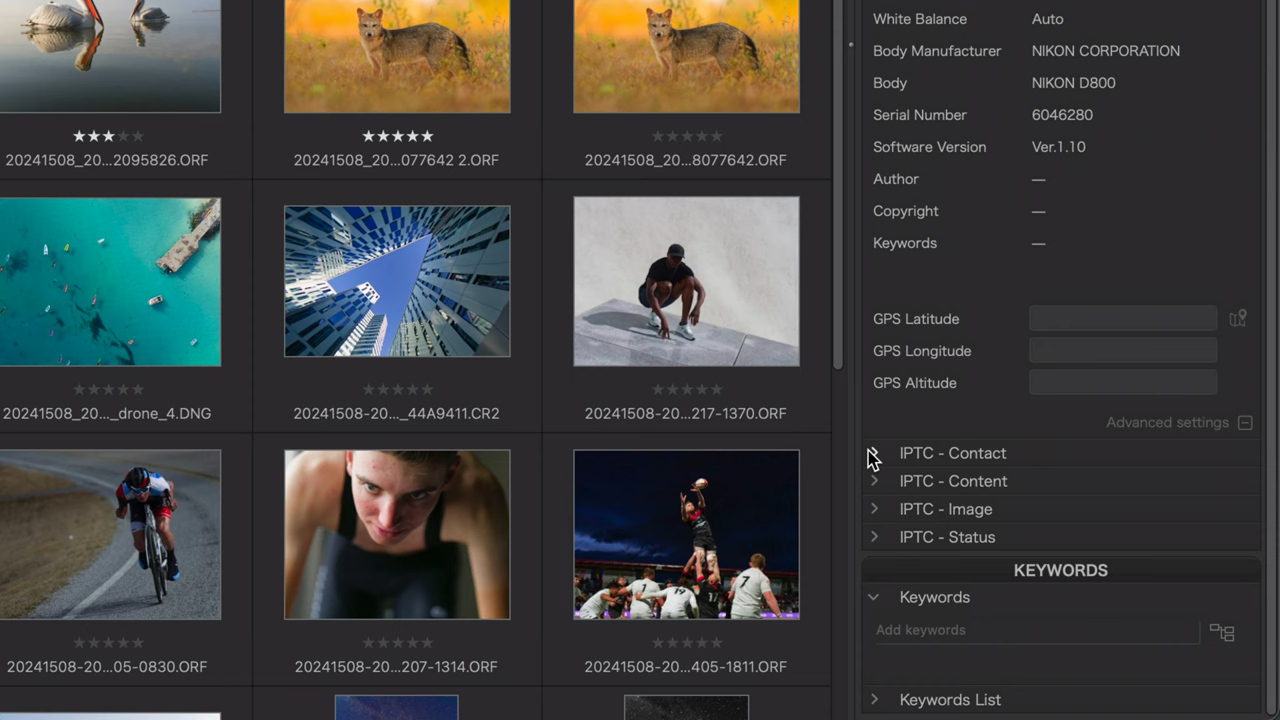 20241508_20...2095826.ORF
20241508_20...077642 2.ORF
20241508_20...8077642.ORF
20241508_20..._drone_4.DNG
20241508-20..._44A9411.CR2
20241508-20...217-1370.ORF
7
19
17
7
20241508-20...05-0830.ORF
20241508-20...207-1314.ORF
20241508-20...405-1811.ORF
White Balance Auto
Body Manufacturer NIKON CORPORATION
Body NIKON D800
Serial Number 6046280
Software Version Ver.1.10
Author —
Copyright —
Keywords —
GPS Latitude
GPS Longitude
GPS Altitude
Advanced settings
IPTC - Contact
IPTC - Content
IPTC - Image
IPTC - Status
KEYWORDS
Keywords
Add keywords
Keywords List